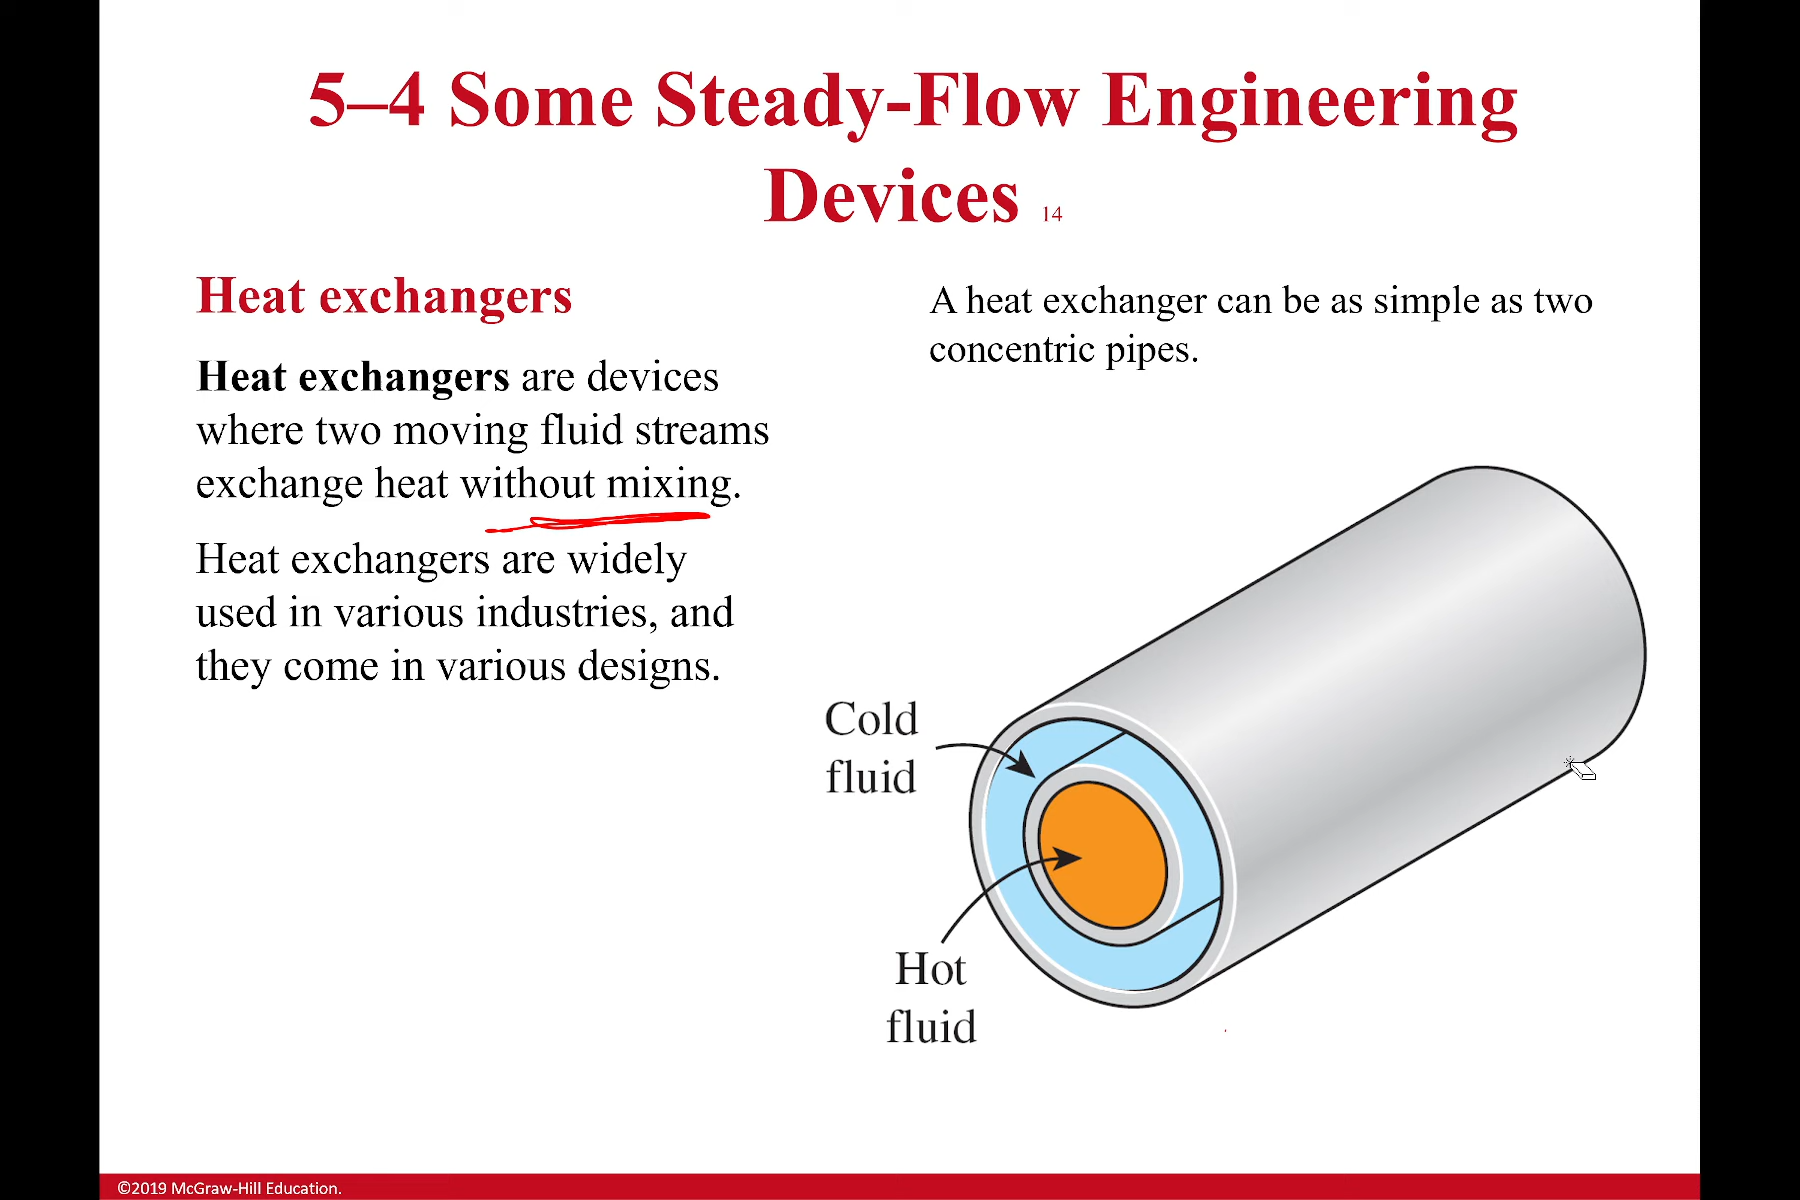 5–4 Some Steady-Flow Engineering
Devices 14
Heat exchangers
Heat exchangers are devices
where two moving fluid streams
exchange heat without mixing.
Heat exchangers are widely
used in various industries, and
they come in various designs.
A heat exchanger can be as simple as two
concentric pipes.
Cold
fluid
Hot
fluid
©2019 McGraw-Hill Education.